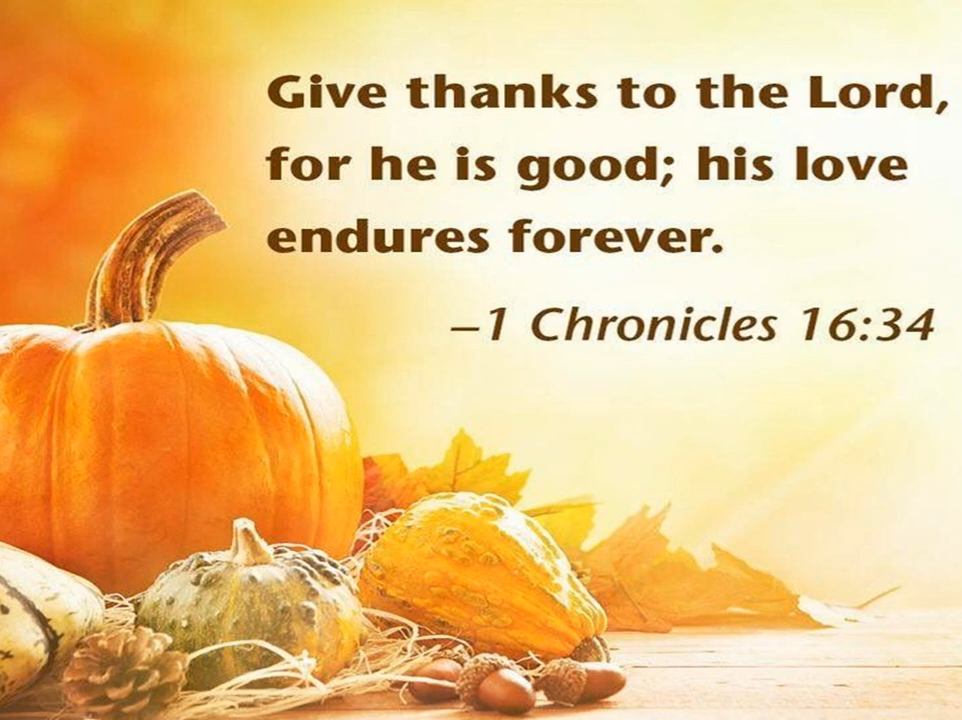 Give thanks to the Lord,
for he is good; his love
endures forever.
–1 Chronicles 16:34